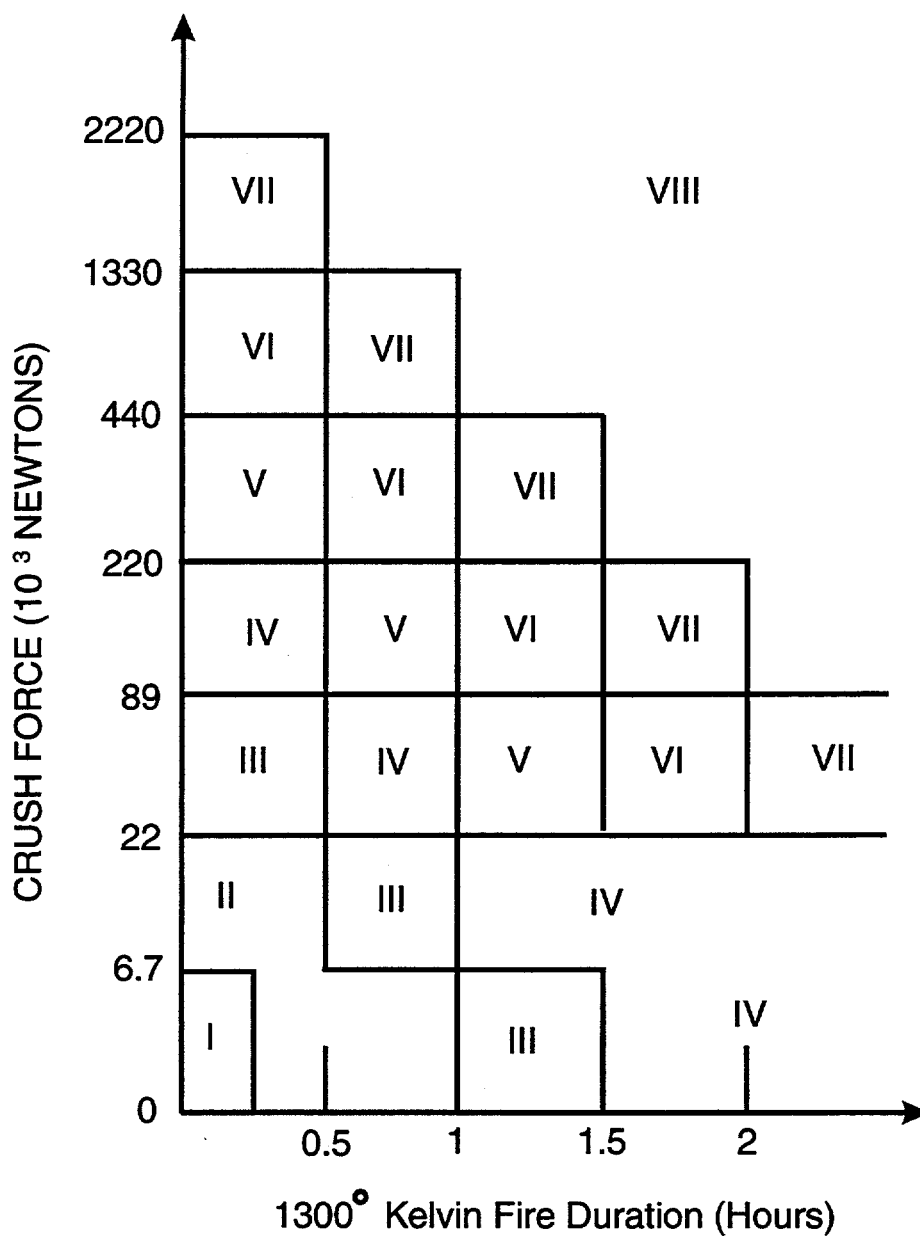 2220
VII
VIII
1330
VI
VII
440
V
VI
VII
220
IV
V
VI
VII
89
III
IV
V
VI
VII
22
II
III
IV
6.7
I
III
IV
0
0.5
1
1.5
2
CRUSH FORCE (10 ³ NEWTONS)
1300° Kelvin Fire Duration (Hours)